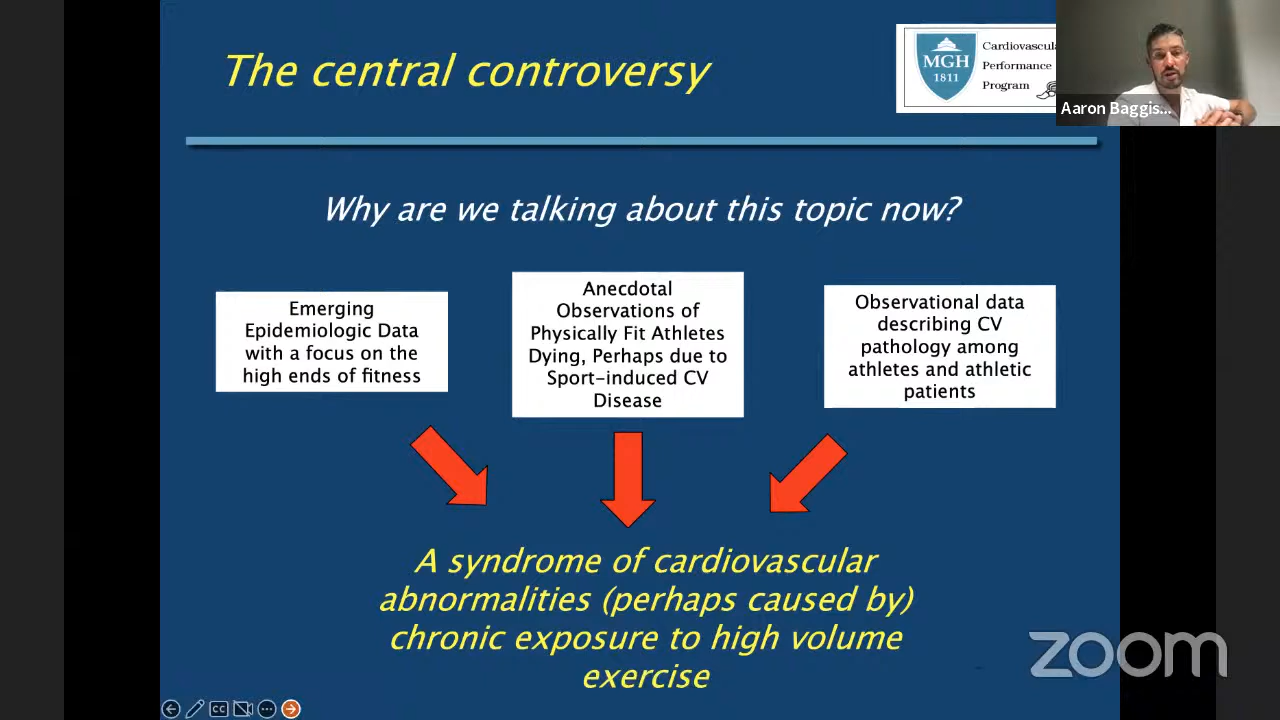 The central controversy
MGH
1811
Cardiovascula
Performance
Program
Aaron Baggis...
Why are we talking about this topic now?
Emerging
Epidemiologic Data
with a focus on the
high ends of fitness
Anecdotal
Observations of
Physically Fit Athletes
Dying, Perhaps due to
Sport-induced CV
Disease
Observational data
describing CV
pathology among
athletes and athletic
patients
A syndrome of cardiovascular
abnormalities (perhaps caused by)
chronic exposure to high volume
exercise
zoom
CC